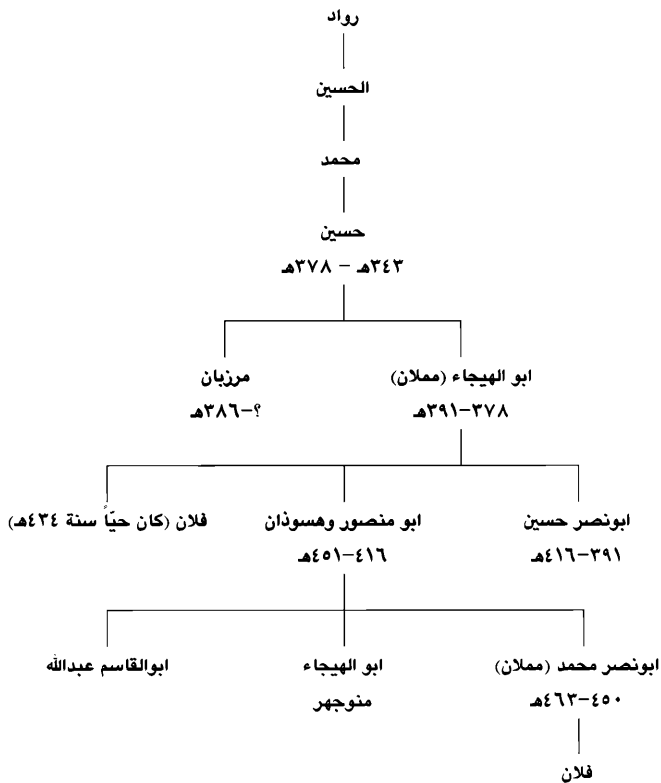 رواد
الحسين
محمد
حسين
٣٤٣هـ – ٣٧٨هـ
ابو الهيجاء (مملان)
مرزبان
٣٧٨–٣٩١هـ
؟–٣٨٦هـ
ابونصر حسين
ابو منصور وهسوذان
فلان (كان حيّاً سنة ٤٣٤هـ)
٣٩١–٤١٦هـ
٤١٦–٤٥١هـ
ابونصر محمد (مملان)
ابو الهيجاء
ابوالقاسم عبدالله
٤٥٠–٤٦٣هـ
منوجهر
فلان